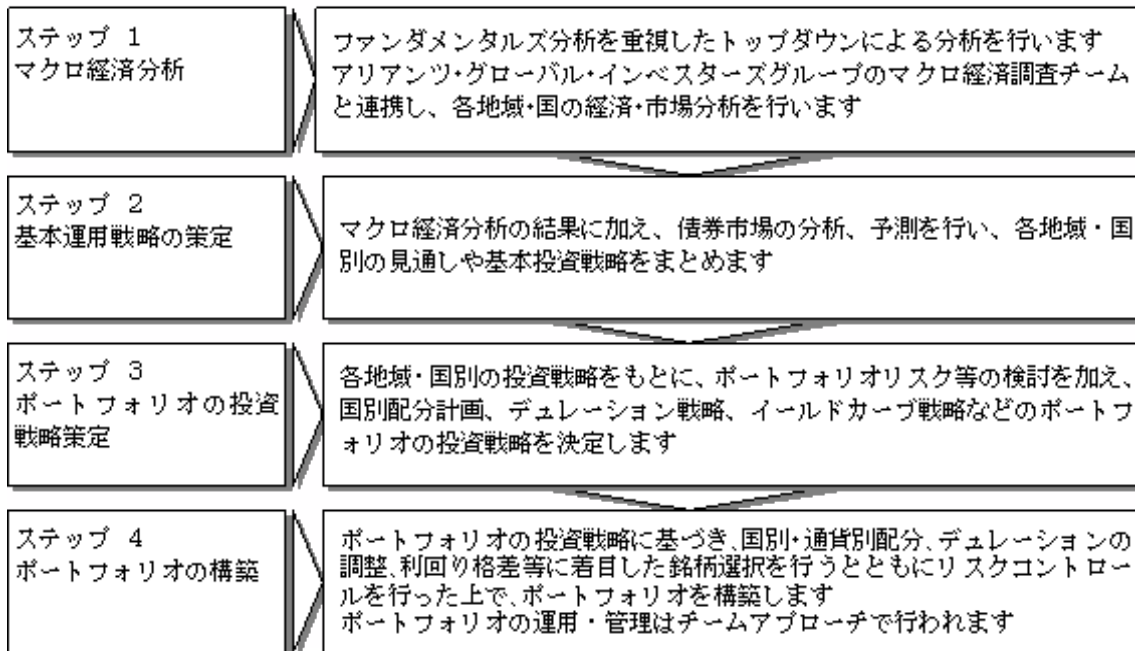 ステップ 1
マクロ経済分析
ファンダメンタルズ分析を重視したトップダウンによる分析を行います
アリアンツ・グローバル・インベスターズグループのマクロ経済調査チーム
と連携し、各地域・国の経済・市場分析を行います
ステップ 2
基本運用戦略の策定
マクロ経済分析の結果に加え、債券市場の分析、予測を行い、各地域・国
別の見通しや基本投資戦略をまとめます
ステップ 3
ポートフォリオの投資
戦略策定
各地域・国別の投資戦略をもとに、ポートフォリオリスク等の検討を加え、
国別配分計画、デュレーション戦略、イールドカーブ戦略などのポートフ
ォリオの投資戦略を決定します
ステップ 4
ポートフォリオの構築
ポートフォリオの投資戦略に基づき、国別・通貨別配分、デュレーションの
調整、利回り格差等に着目した銘柄選択を行うとともにリスクコントロー
ルを行った上で、ポートフォリオを構築します
ポートフォリオの運用・管理はチームアプローチで行われます